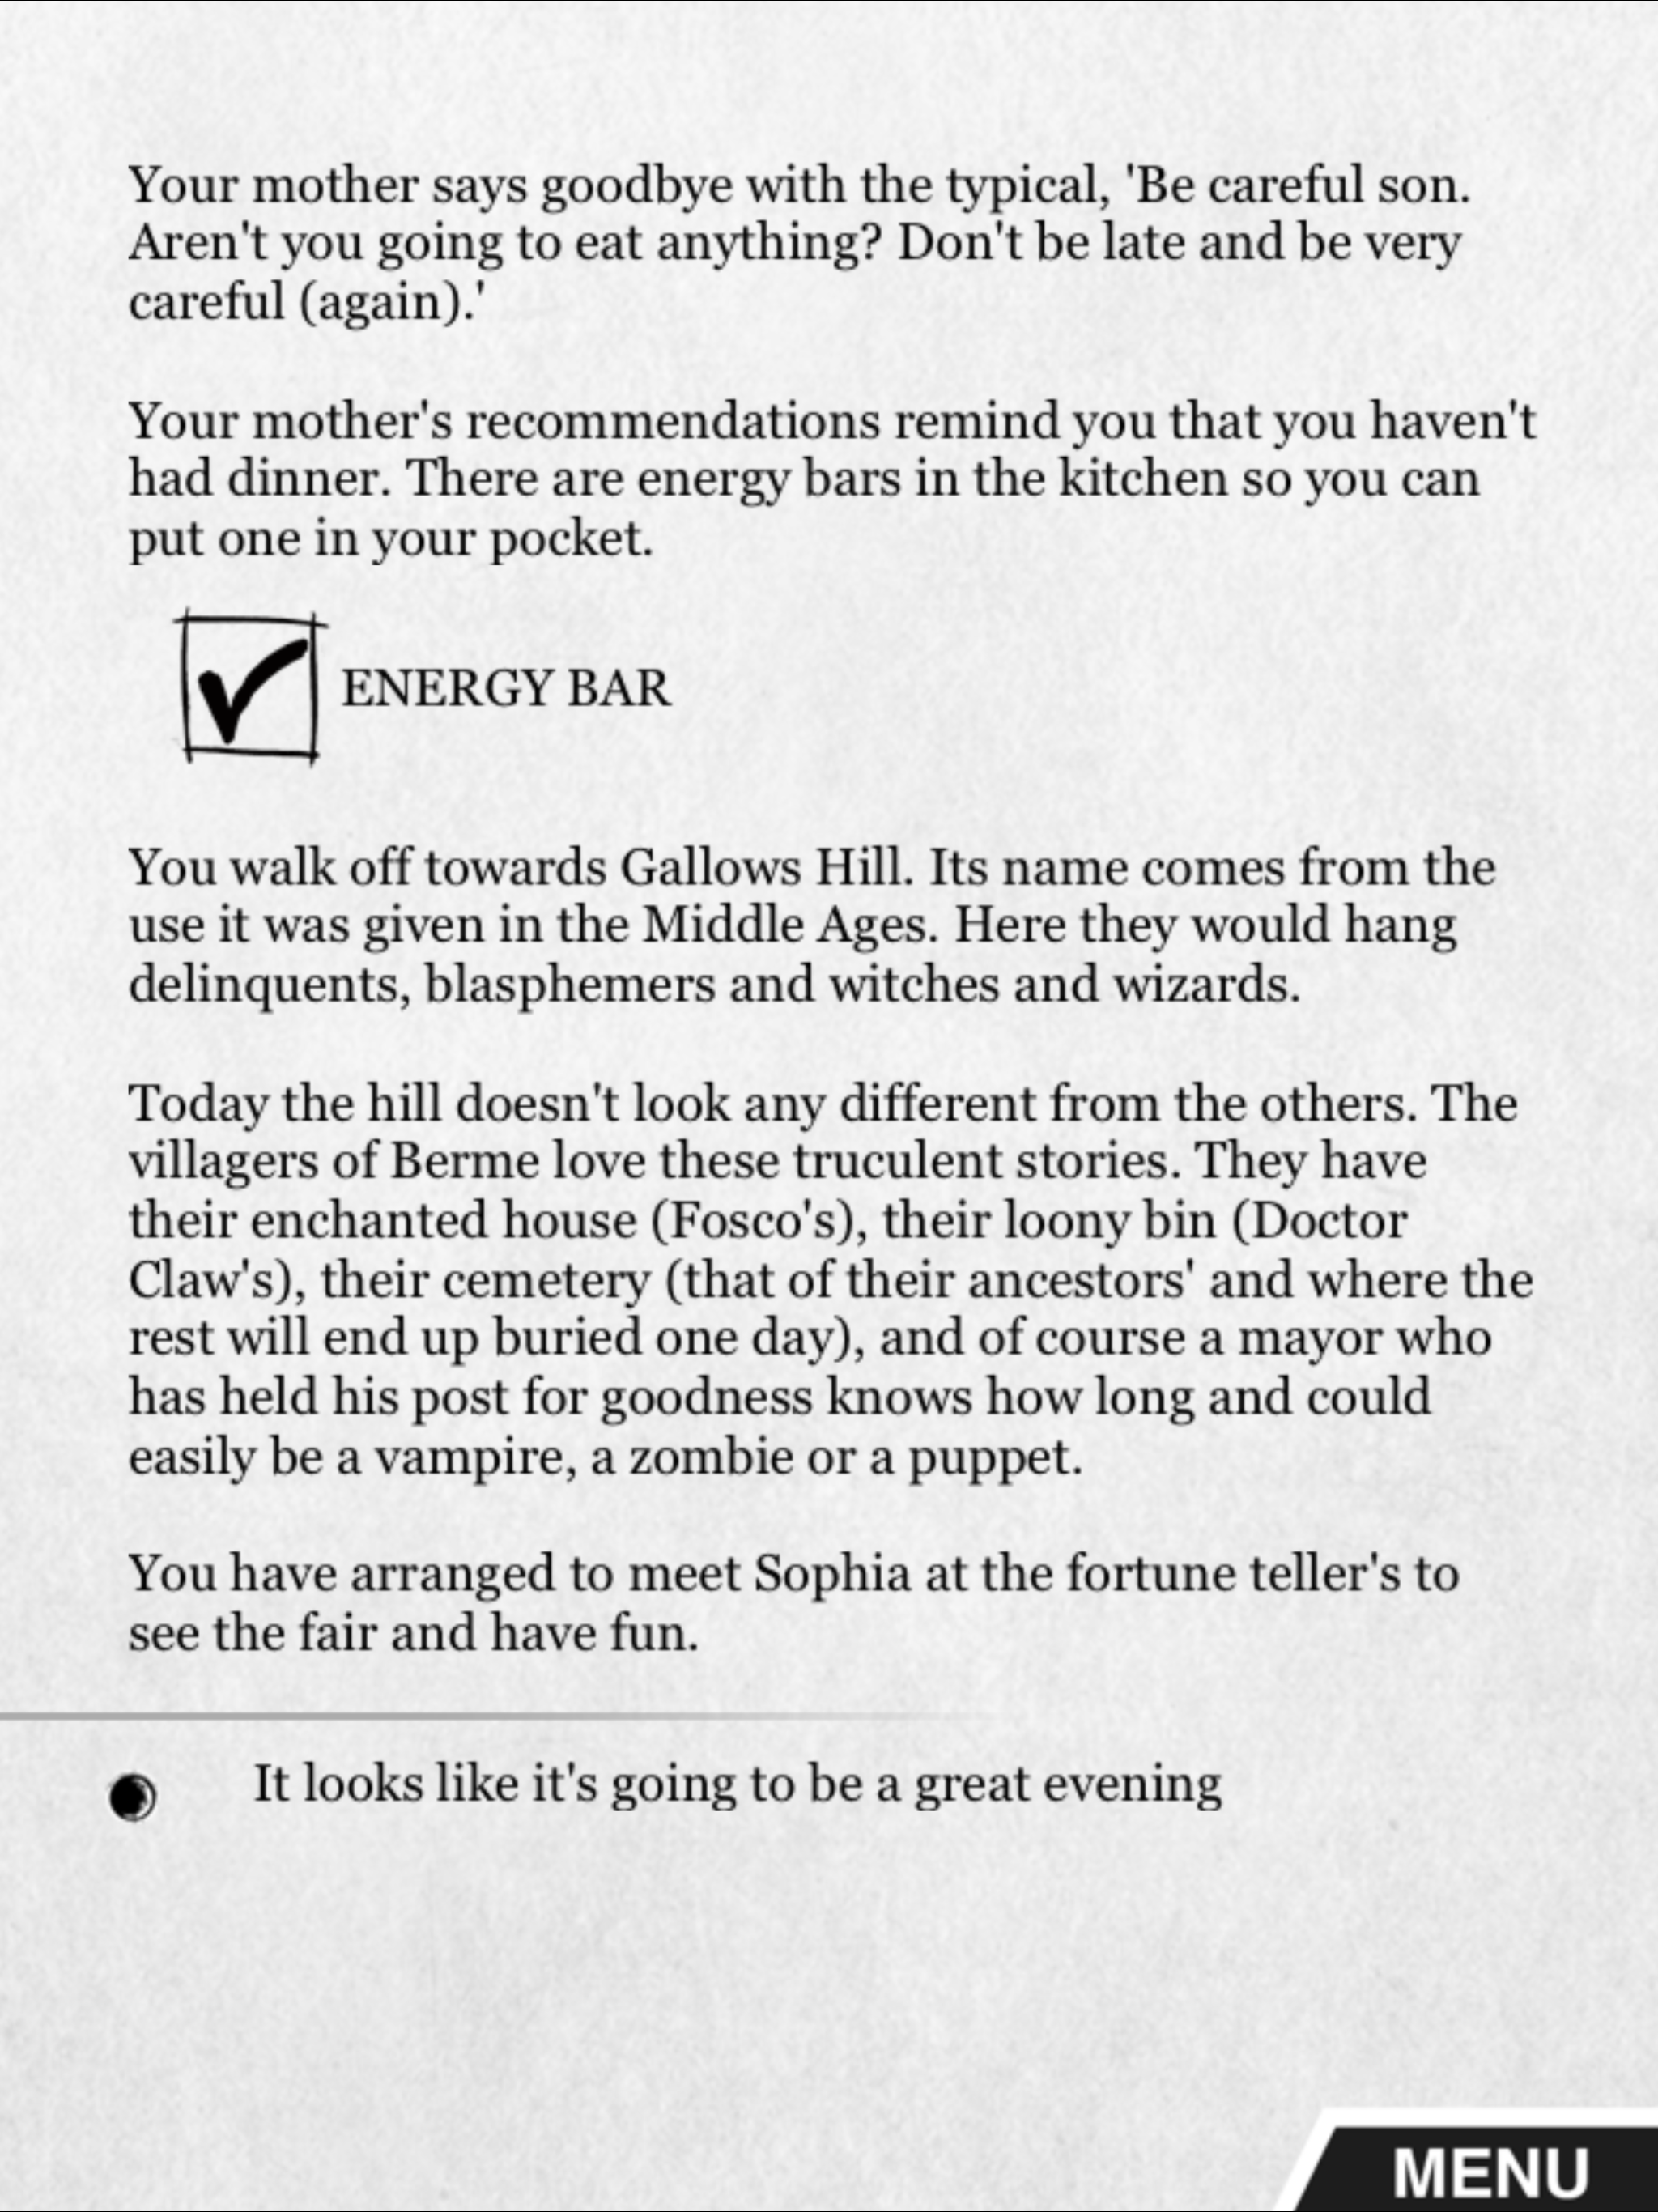 Your mother says goodbye with the typical, 'Be careful son.
Aren't you going to eat anything? Don't be late and be very
careful (again).'
Your mother's recommendations remind you that you haven't
had dinner. There are energy bars in the kitchen so you can
put one in your pocket.
ENERGY BAR
You walk off towards Gallows Hill. Its name comes from the
use it was given in the Middle Ages. Here they would hang
delinquents, blasphemers and witches and wizards.
Today the hill doesn't look any different from the others. The
villagers of Berme love these truculent stories. They have
their enchanted house (Fosco's), their loony bin (Doctor
Claw's), their cemetery (that of their ancestors' and where the
rest will end up buried one day), and of course a mayor who
has held his post for goodness knows how long and could
easily be a vampire, a zombie or a puppet.
You have arranged to meet Sophia at the fortune teller's to
see the fair and have fun.
It looks like it's going to be a great evening
MENU